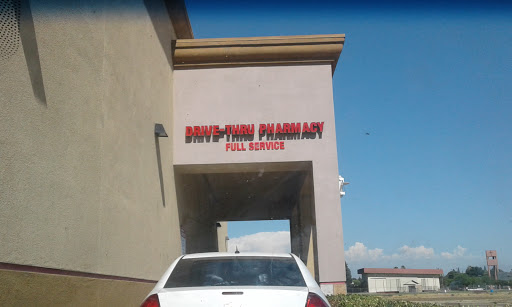 DRIVE-THRU PHARMACY
FULL SERVICE